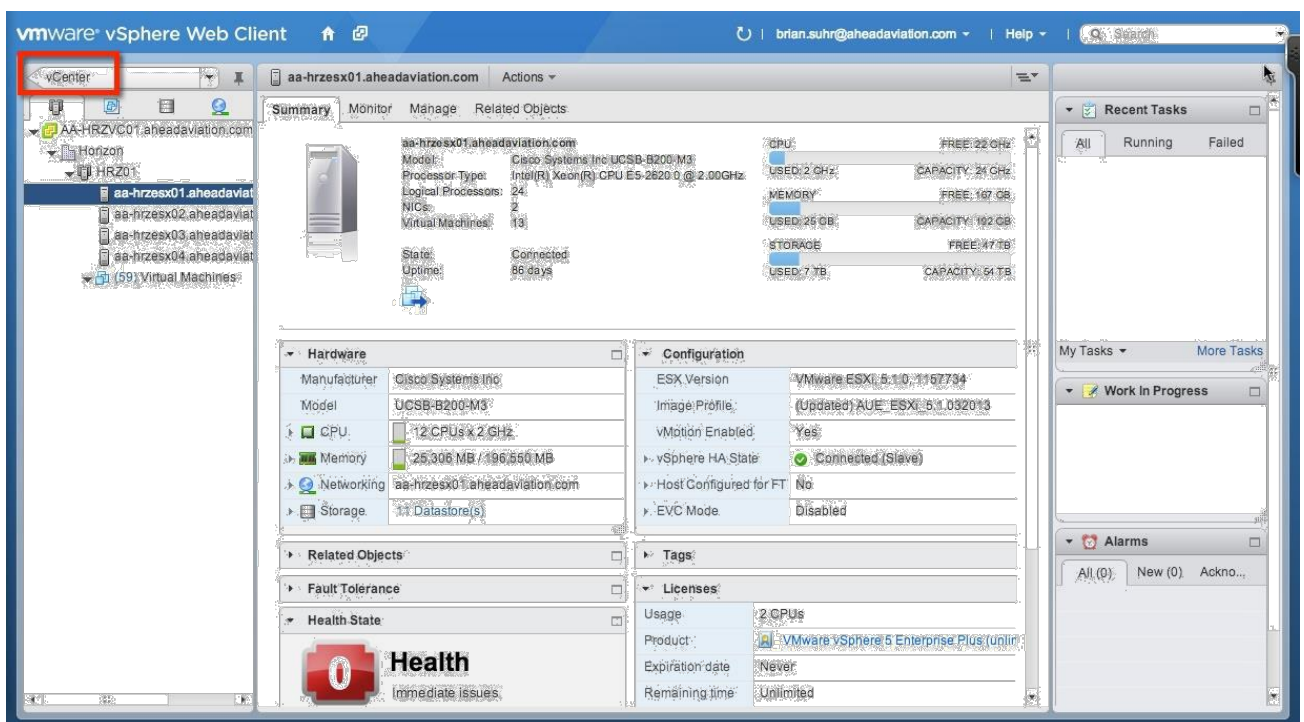 vmware® vSphere Web Client
brian.suhr@aheadaviation.com
Help
Search
vCenter
AA-HRZVC01.aheadaviation.com
Horizon
HRZ01
aa-hrzesx01.aheadaviat
aa-hrzesx02.aheadaviat
aa-hrzesx03.aheadaviat
aa-hrzesx04.aheadaviat
(59) Virtual Machines
aa-hrzesx01.aheadaviation.com Actions
Summary Monitor Manage Related Objects
aa-hrzesx01.aheadaviation.com
Model: Cisco Systems Inc UCSB-B200-M3
Processor Type: Intel(R) Xeon(R) CPU E5-2620 0 @ 2.00GHz
Logical Processors: 24
NICs: 2
Virtual Machines: 13
State: Connected
Uptime: 86 days
CPU FREE: 22 GHz
USED: 2 GHz CAPACITY: 24 GHz
MEMORY FREE: 167 GB
USED: 25 GB CAPACITY: 192 GB
STORAGE FREE: 47 TB
USED: 7 TB CAPACITY: 54 TB
Hardware
Manufacturer Cisco Systems Inc
Model UCSB-B200-M3
CPU 12 CPUs x 2 GHz
Memory 25,306 MB / 196,550 MB
Networking aa-hrzesx01.aheadaviation.com
Storage 11 Datastore(s)
Related Objects
Fault Tolerance
Health State
0
Health
Immediate issues
Configuration
ESX Version VMware ESXi, 5.1.0, 1157734
Image Profile (Updated) AUE_ESXi_5.1.032013
vMotion Enabled Yes
vSphere HA State Connected (Slave)
Host Configured for FT No
EVC Mode Disabled
Tags
Licenses
Usage 2 CPUs
Product VMware vSphere 5 Enterprise Plus (unlim
Expiration date Never
Remaining time Unlimited
Recent Tasks
All Running Failed
My Tasks More Tasks
Work In Progress
Alarms
All (0) New (0) Ackno...